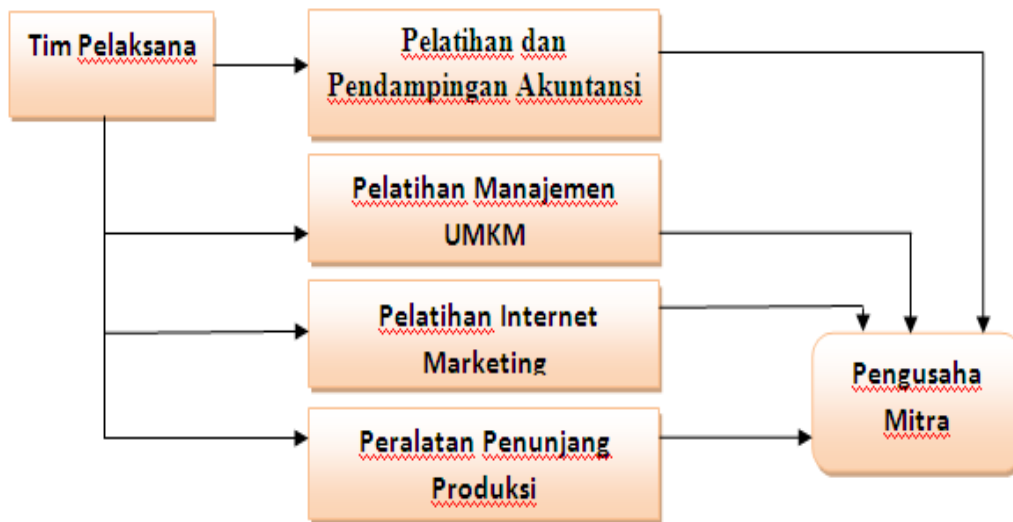 Tim Pelaksana
Pelatihan dan
Pendampingan Akuntansi
Pelatihan Manajemen
UMKM
Pelatihan Internet
Marketing
Peralatan Penunjang
Produksi
Pengusaha
Mitra